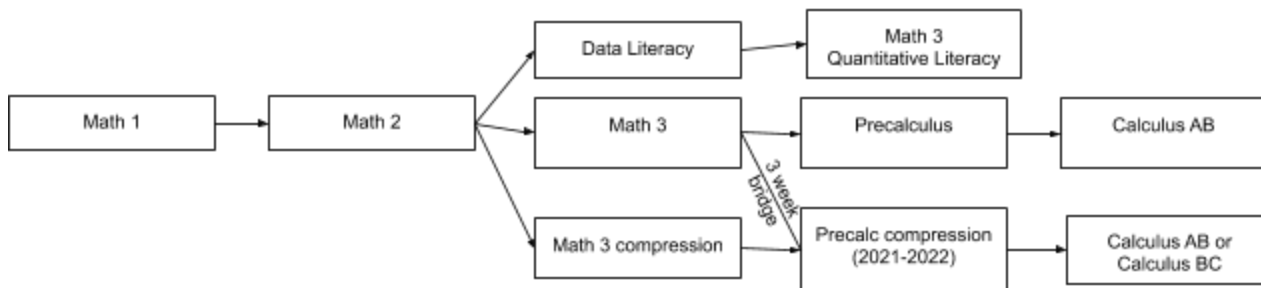 Data Literacy
Math 3
Quantitative Literacy
Math 1
Math 2
Math 3
Precalculus
Calculus AB
3 week
bridge
Math 3 compression
Precalc compression
(2021-2022)
Calculus AB or
Calculus BC